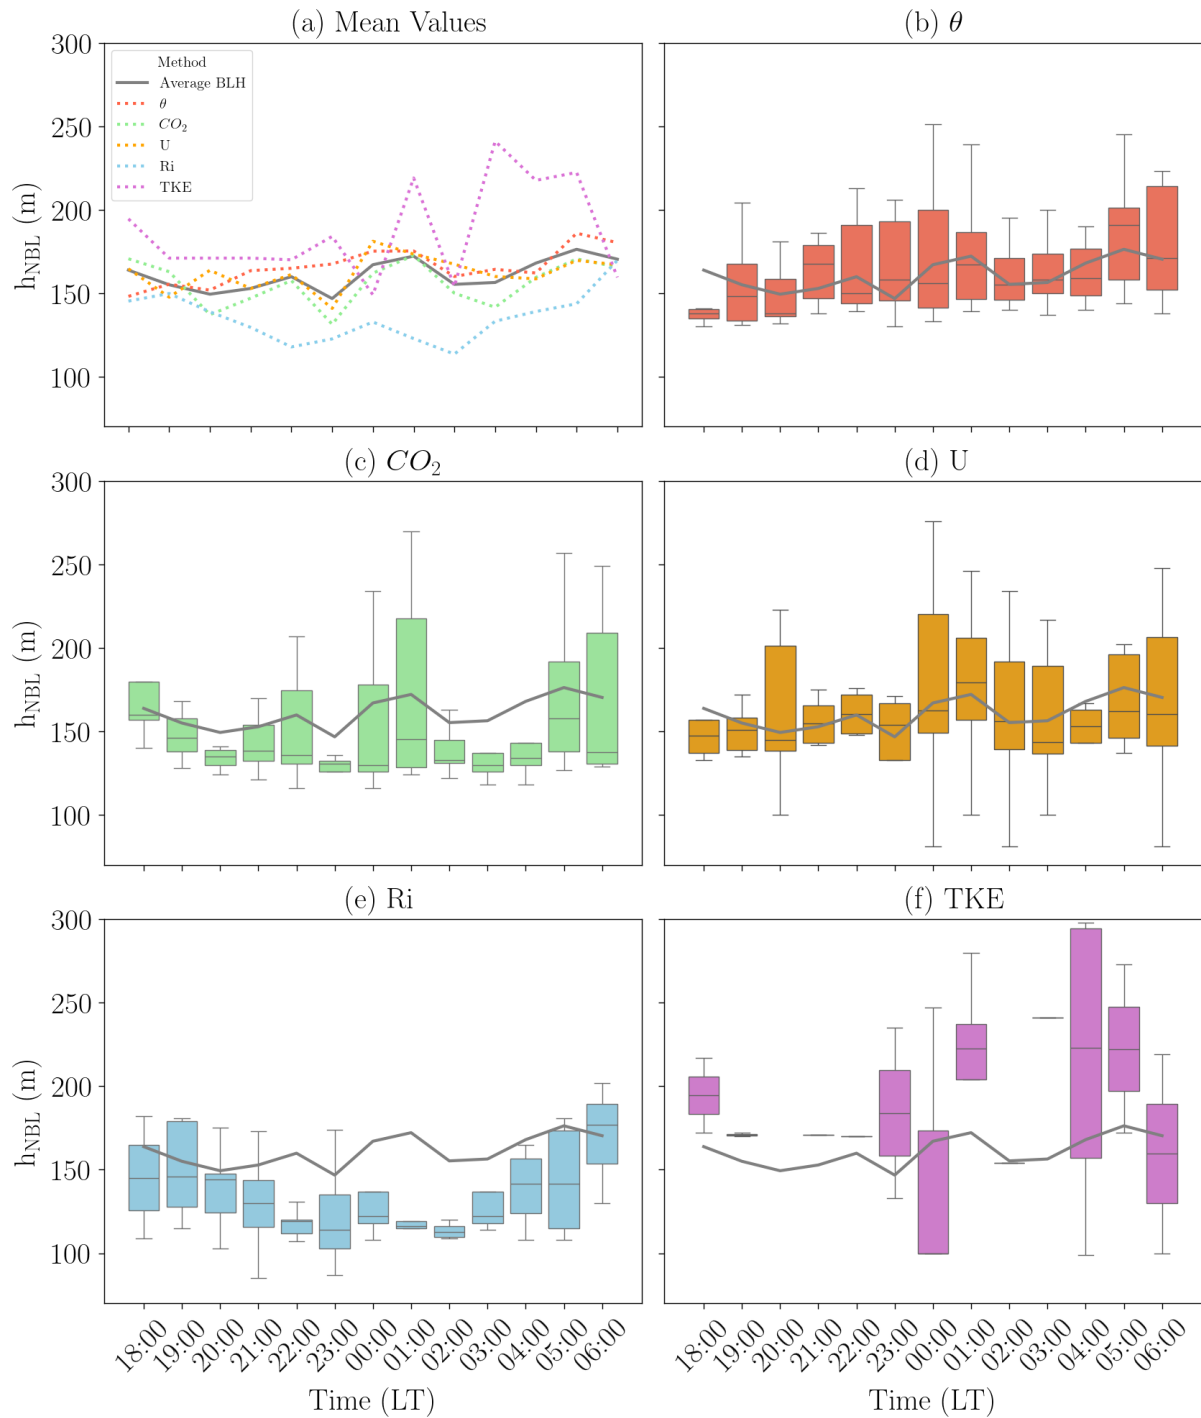 (a) Mean Values
(b) θ
300
250
200
150
100
h_NBL (m)
Method
Average BLH
θ
CO₂
U
Ri
TKE
(c) CO₂
(d) U
300
250
200
150
100
h_NBL (m)
(e) Ri
(f) TKE
300
250
200
150
100
h_NBL (m)
18:00 19:00 20:00 21:00 22:00 23:00 00:00 01:00 02:00 03:00 04:00 05:00 06:00
18:00 19:00 20:00 21:00 22:00 23:00 00:00 01:00 02:00 03:00 04:00 05:00 06:00
Time (LT)
Time (LT)